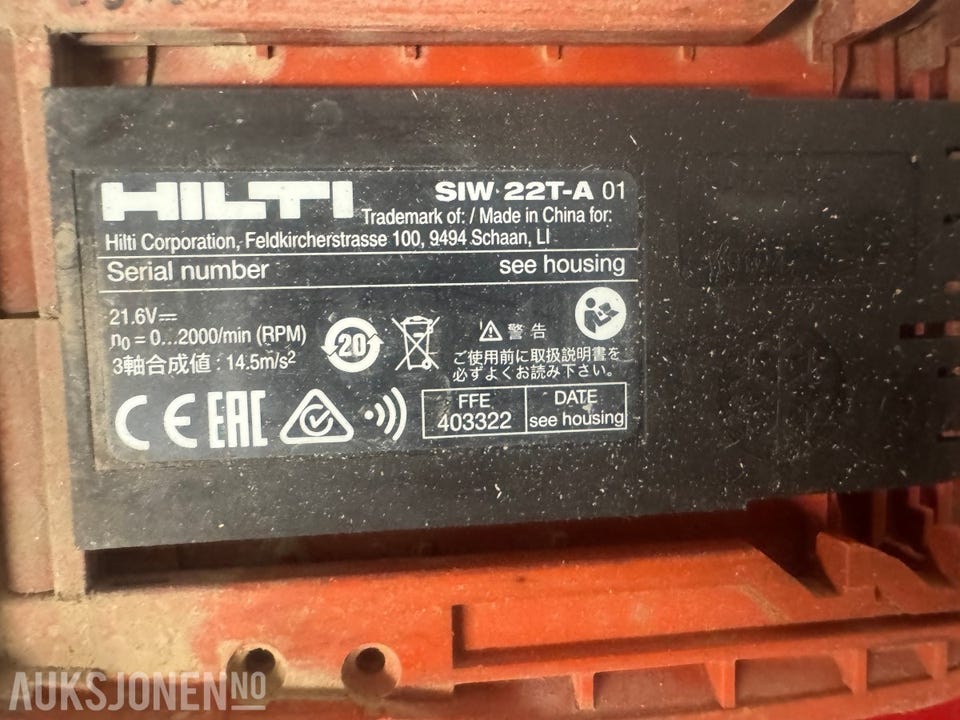 HILTI SIW 22T-A 01
Trademark of: / Made in China for:
Hilti Corporation, Feldkircherstrasse 100, 9494 Schaan, LI
Serial number see housing
21.6V⎓
n0 = 0...2000/min (RPM)
3軸合成値 : 14.5m/s²
20
⚠ 警告
ご使用前に取扱説明書を
必ずよくお読み下さい。
CE EAC
FFE
403322
DATE
see housing
AUKSJONEN.NO